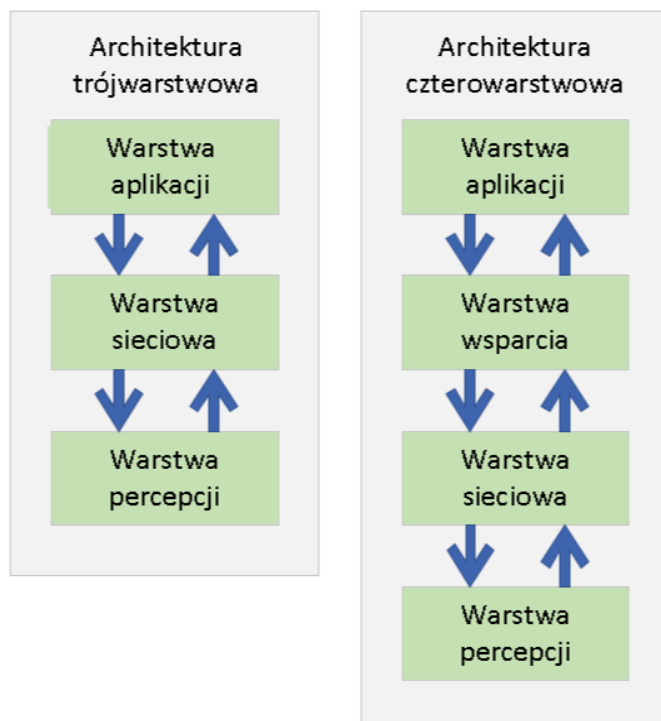 Architektura
trójwarstwowa
Warstwa
aplikacji
Warstwa
sieciowa
Warstwa
percepcji
Architektura
czterowarstwowa
Warstwa
aplikacji
Warstwa
wsparcia
Warstwa
sieciowa
Warstwa
percepcji